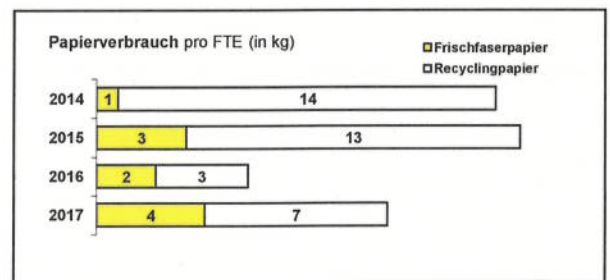 Papierverbrauch pro FTE (in kg)
Frischfaserpapier
Recyclingpapier
2014 1 14
2015 3 13
2016 2 3
2017 4 7